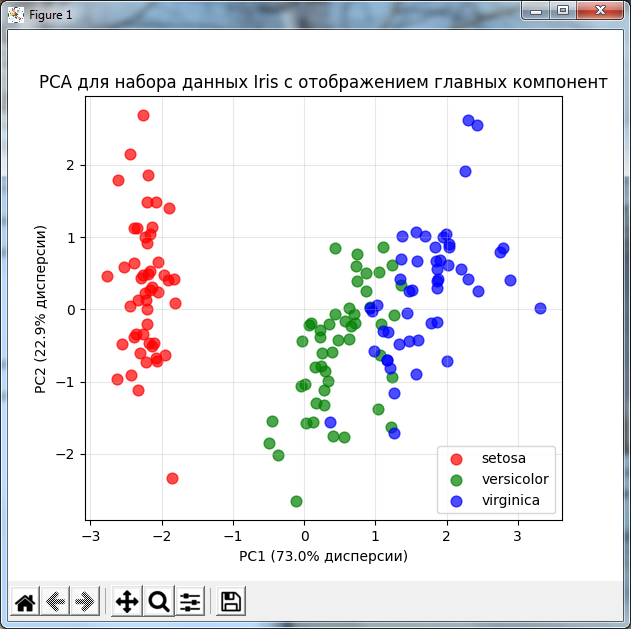 Figure 1
PCA для набора данных Iris с отображением главных компонент
2
1
0
−1
−2
PC2 (22.9% дисперсии)
−3
−2
−1
0
1
2
3
PC1 (73.0% дисперсии)
setosa
versicolor
virginica